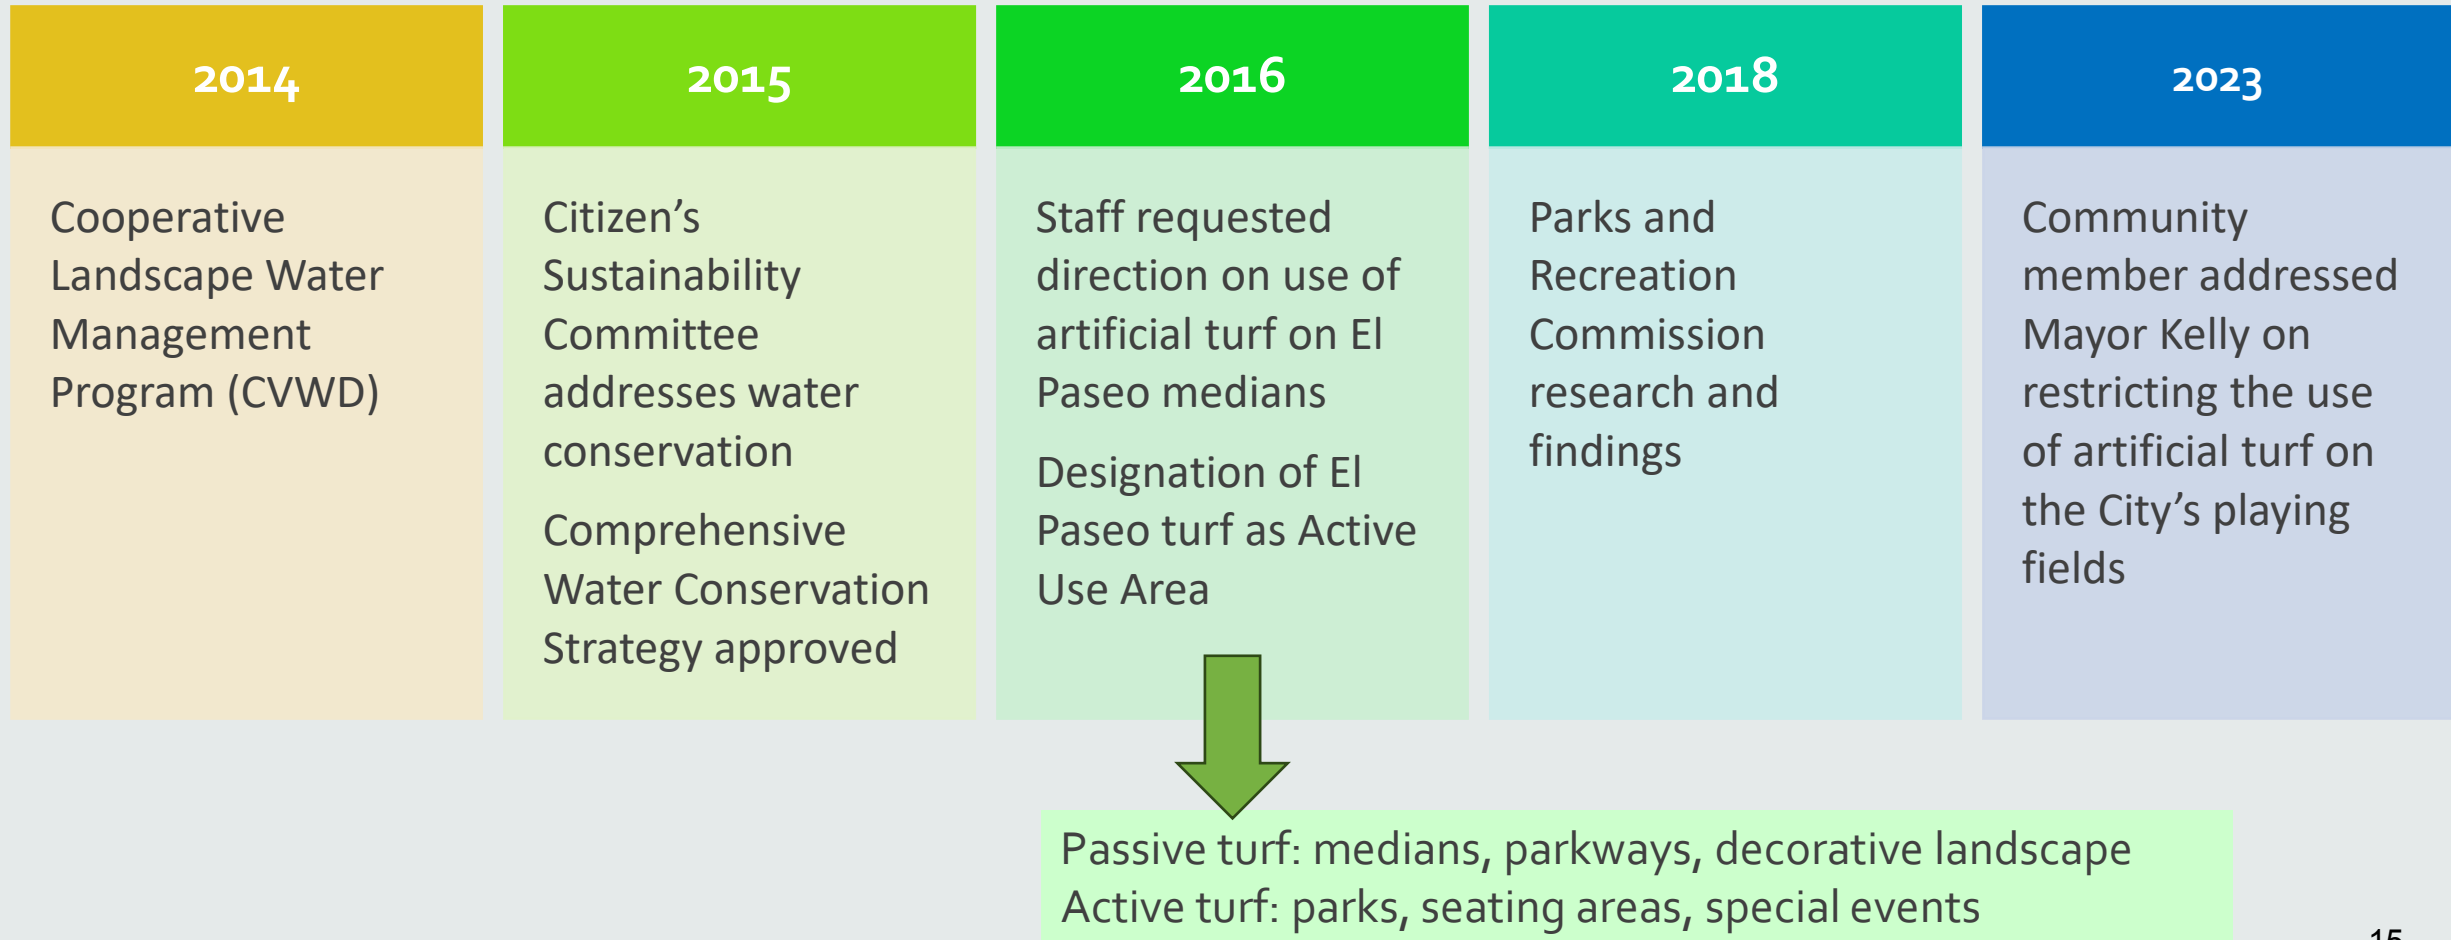 2014
Cooperative
Landscape Water
Management
Program (CVWD)
2015
Citizen’s
Sustainability
Committee
addresses water
conservation
Comprehensive
Water Conservation
Strategy approved
2016
Staff requested
direction on use of
artificial turf on El
Paseo medians
Designation of El
Paseo turf as Active
Use Area
2018
Parks and
Recreation
Commission
research and
findings
2023
Community
member addressed
Mayor Kelly on
restricting the use
of artificial turf on
the City’s playing
fields
Passive turf: medians, parkways, decorative landscape
Active turf: parks, seating areas, special events
15